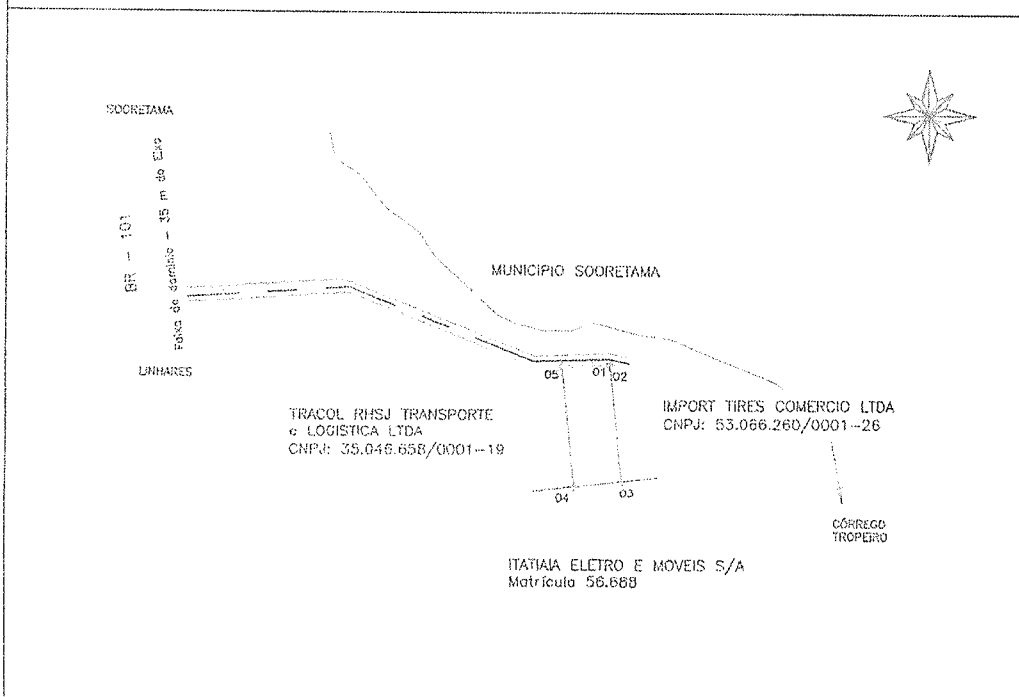 SOORETAMA
BR - 101
Faixa de domínio - 35 m do Eixo
LINHARES
MUNICIPIO SOORETAMA
05
01
02
TRACOL RHSJ TRANSPORTE
e LOGISTICA LTDA
CNPJ: 35.046.658/0001-19
IMPORT TIRES COMERCIO LTDA
CNPJ: 53.066.260/0001-26
04
03
CÓRREGO
TROPEIRO
ITATIAIA ELETRO E MOVEIS S/A
Matrícula 56.688